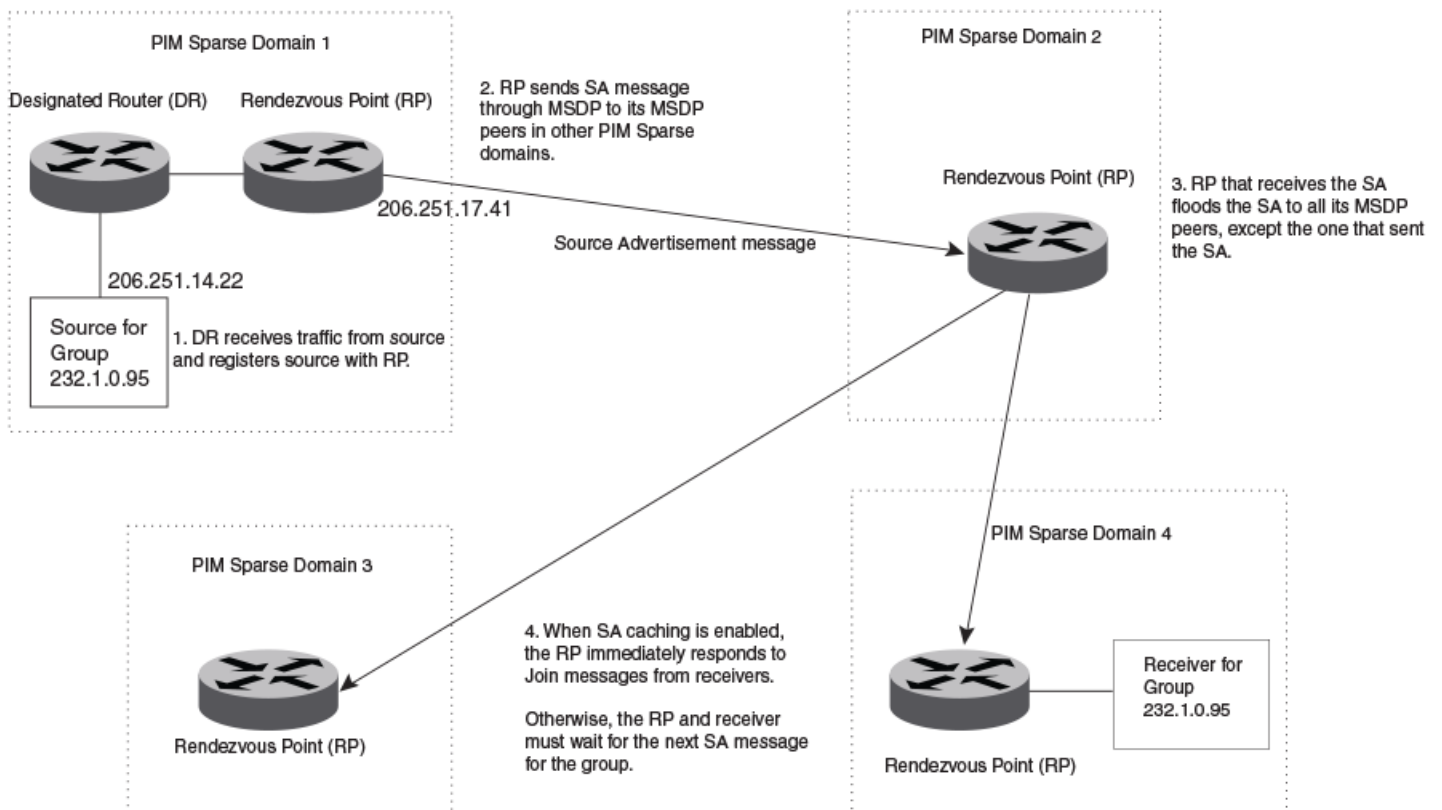 PIM Sparse Domain 1
Designated Router (DR)
Rendezvous Point (RP)
206.251.17.41
206.251.14.22
Source for
Group
232.1.0.95
1. DR receives traffic from source
and registers source with RP.
2. RP sends SA message
through MSDP to its MSDP
peers in other PIM Sparse
domains.
Source Advertisement message
PIM Sparse Domain 2
Rendezvous Point (RP)
3. RP that receives the SA
floods the SA to all its MSDP
peers, except the one that sent
the SA.
PIM Sparse Domain 3
Rendezvous Point (RP)
4. When SA caching is enabled,
the RP immediately responds to
Join messages from receivers.
Otherwise, the RP and receiver
must wait for the next SA message
for the group.
PIM Sparse Domain 4
Rendezvous Point (RP)
Receiver for
Group
232.1.0.95